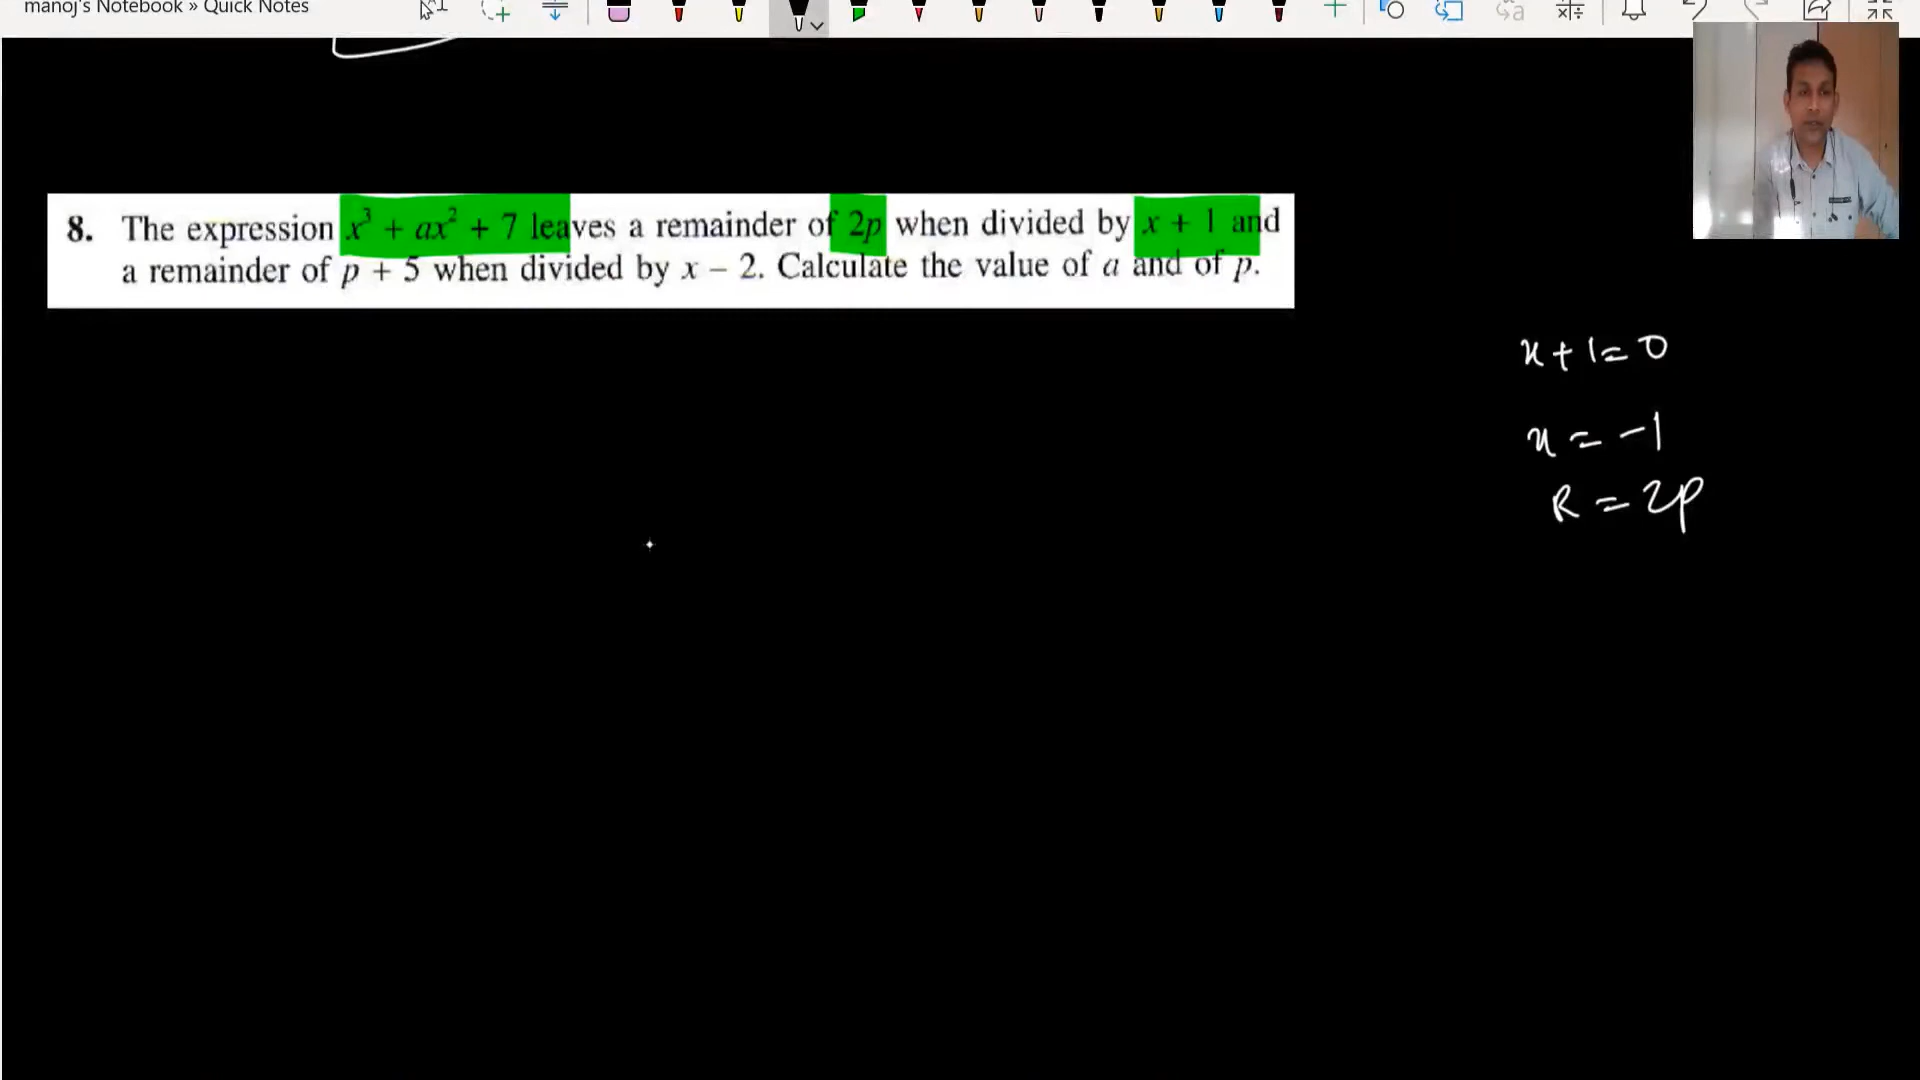 manoj's Notebook » Quick Notes
8. The expression x³ + ax² + 7 leaves a remainder of 2p when divided by x + 1 and
a remainder of p + 5 when divided by x – 2. Calculate the value of a and of p.
x+1=0
x = -1
R = 2p